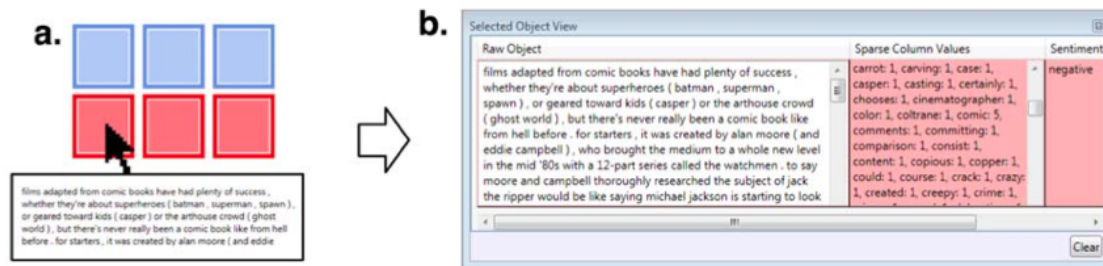 a.
films adapted from comic books have had plenty of success ,
whether they're about superheroes ( batman , superman , spawn ) ,
or geared toward kids ( casper ) or the arthouse crowd ( ghost
world ) , but there's never really been a comic book like from hell
before . for starters , it was created by alan moore ( and eddie
b.
Selected Object View
Raw Object
films adapted from comic books have had plenty of success ,
whether they're about superheroes ( batman , superman ,
spawn ) , or geared toward kids ( casper ) or the arthouse crowd
( ghost world ) , but there's never really been a comic book like
from hell before . for starters , it was created by alan moore ( and
eddie campbell ) , who brought the medium to a whole new level
in the mid '80s with a 12-part series called the watchmen . to say
moore and campbell thoroughly researched the subject of jack
the ripper would be like saying michael jackson is starting to look
Sparse Column Values
carrot: 1, carving: 1, case: 1,
casper: 1, casting: 1, certainly: 1,
chooses: 1, cinematographer: 1,
color: 1, coltrane: 1, comic: 5,
comments: 1, committing: 1,
comparison: 1, consist: 1,
content: 1, copious: 1, copper: 1,
could: 1, course: 1, crack: 1, crazy:
1, created: 1, creepy: 1, crime: 1,
Sentiment
negative
Clear